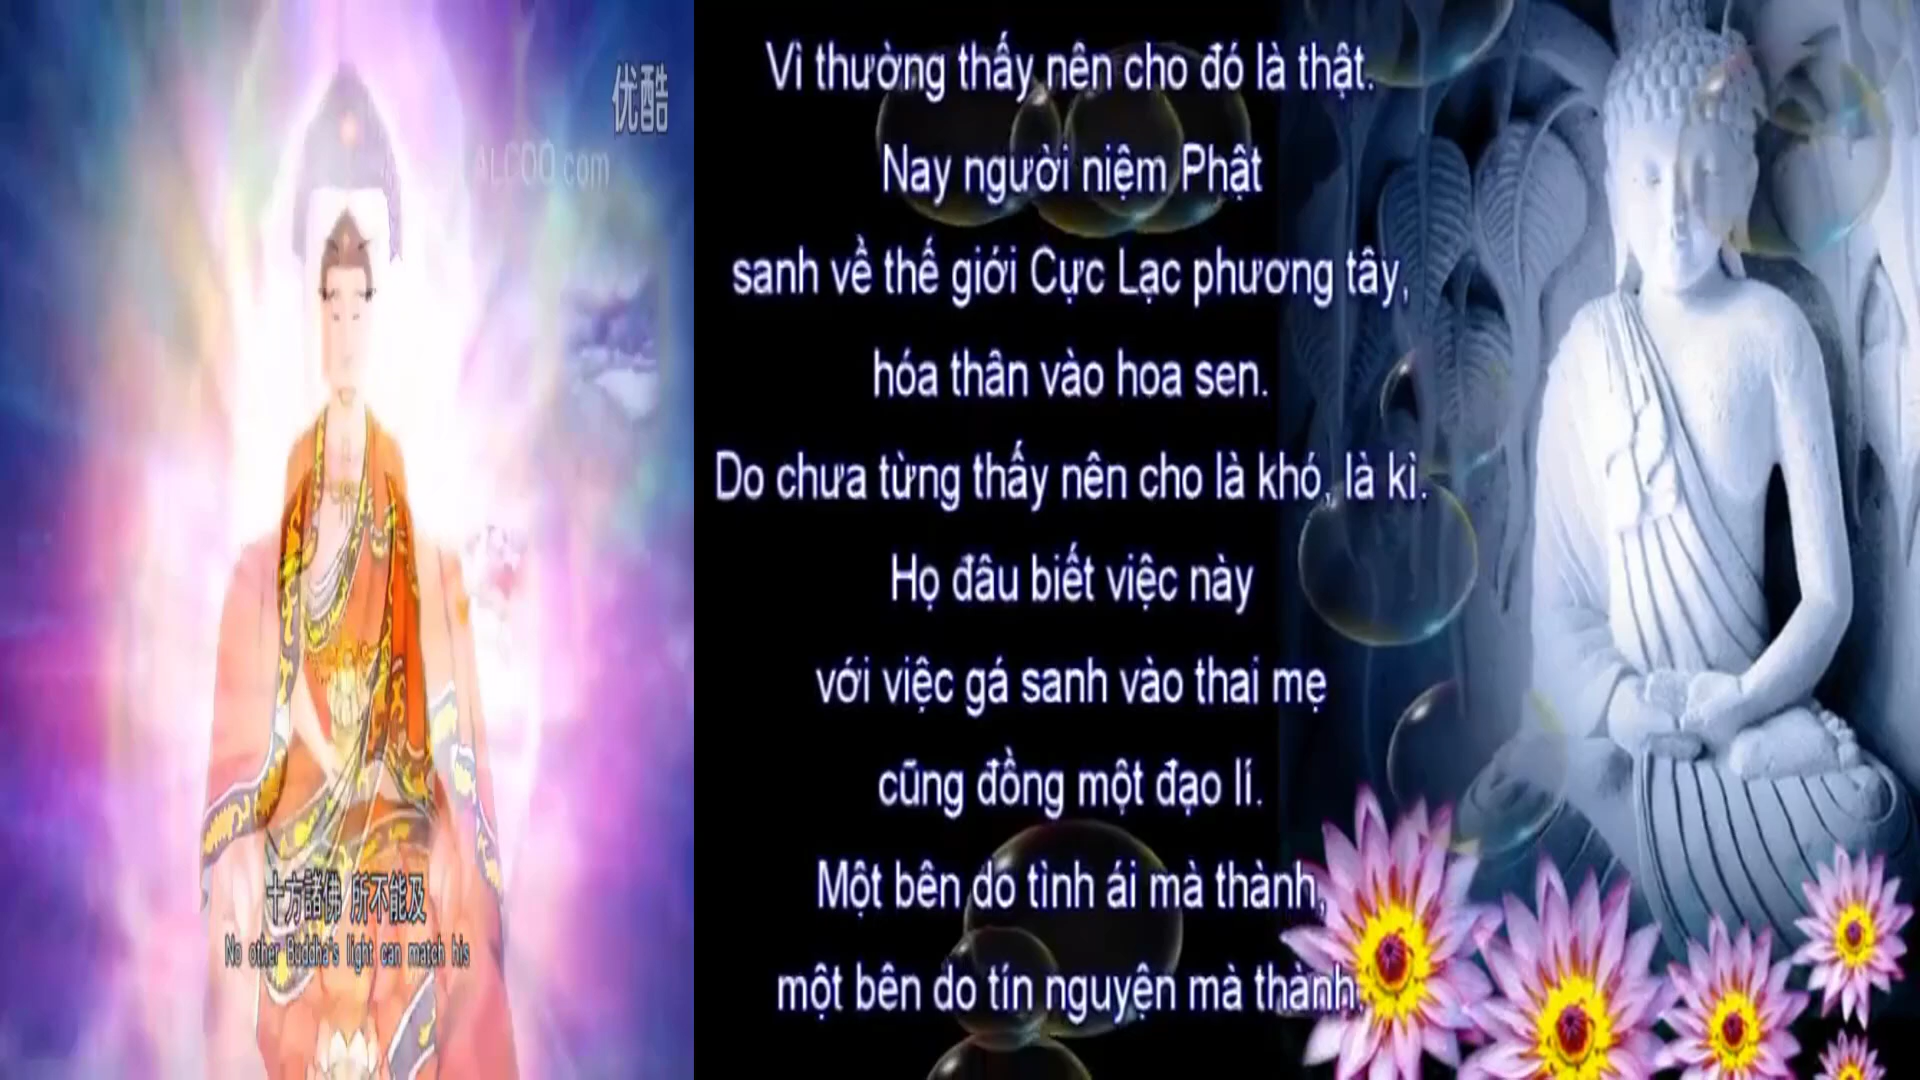 优酷
ALCOO.com
十方諸佛 所不能及
No other Buddha's light can match his
Vì thường thấy nên cho đó là thật.
Nay người niệm Phật
sanh về thế giới Cực Lạc phương tây,
hóa thân vào hoa sen.
Do chưa từng thấy nên cho là khó, là kì.
Họ đâu biết việc này
với việc gá sanh vào thai mẹ
cũng đồng một đạo lí.
Một bên do tình ái mà thành,
một bên do tín nguyện mà thành.